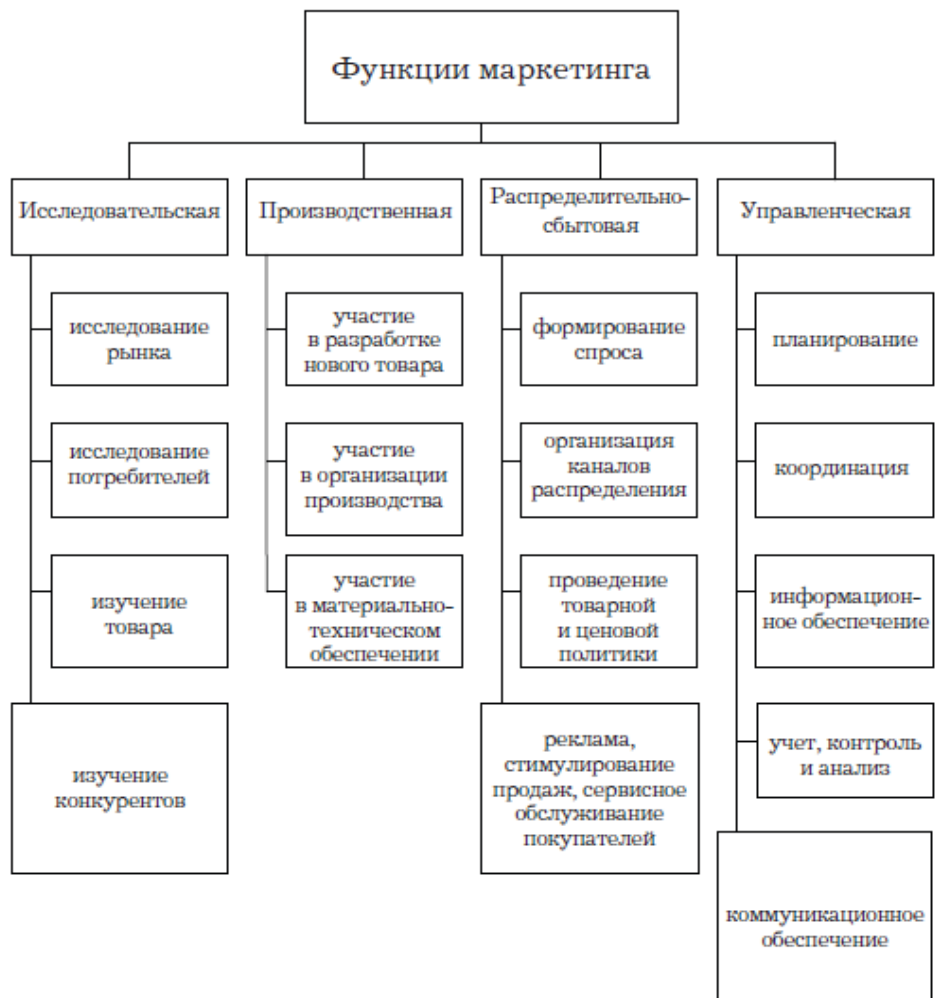 Функции маркетинга
Исследовательская
исследование
рынка
исследование
потребителей
изучение
товара
изучение
конкурентов
Производственная
участие
в разработке
нового товара
участие
в организации
производства
участие
в материально-
техническом
обеспечении
Распределительно-
сбытовая
формирование
спроса
организация
каналов
распределения
проведение
товарной
и ценовой
политики
реклама,
стимулирование
продаж, сервисное
обслуживание
покупателей
Управленческая
планирование
координация
информацион-
ное обеспечение
учет, контроль
и анализ
коммуникационное
обеспечение